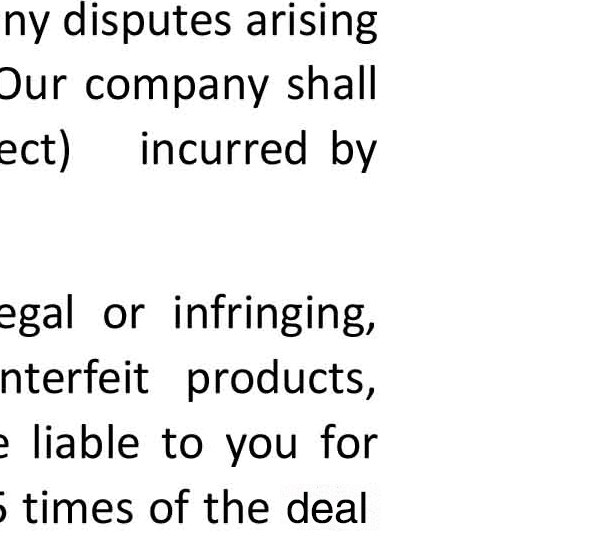 ny disputes arising
Our company shall
ect) incurred by
egal or infringing,
nterfeit products,
e liable to you for
5 times of the deal